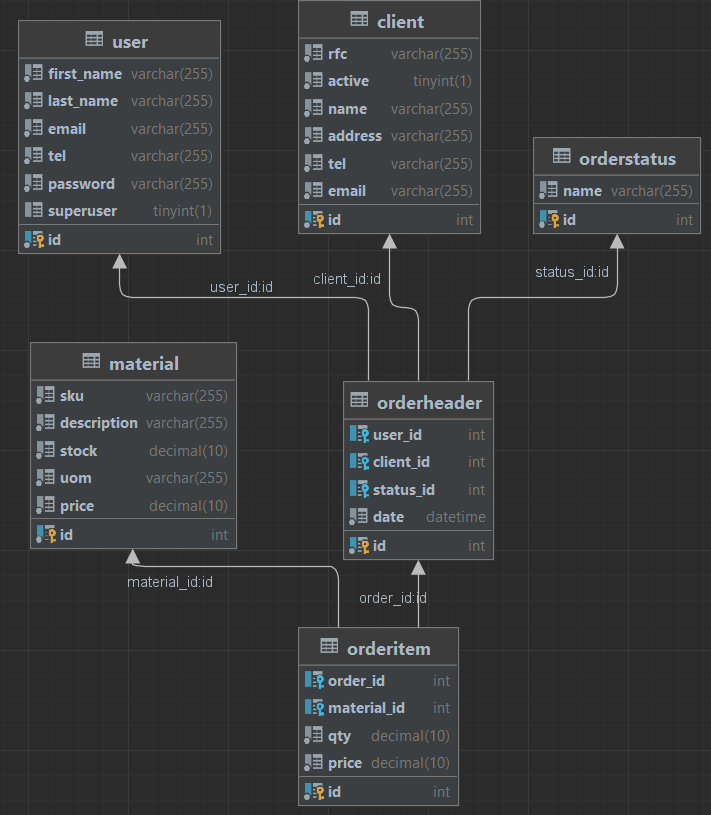 user
first_name varchar(255)
last_name varchar(255)
email varchar(255)
tel varchar(255)
password varchar(255)
superuser tinyint(1)
id int
client
rfc varchar(255)
active tinyint(1)
name varchar(255)
address varchar(255)
tel varchar(255)
email varchar(255)
id int
orderstatus
name varchar(255)
id int
user_id:id
client_id:id
status_id:id
material
sku varchar(255)
description varchar(255)
stock decimal(10)
uom varchar(255)
price decimal(10)
id int
orderheader
user_id int
client_id int
status_id int
date datetime
id int
material_id:id
order_id:id
orderitem
order_id int
material_id int
qty decimal(10)
price decimal(10)
id int